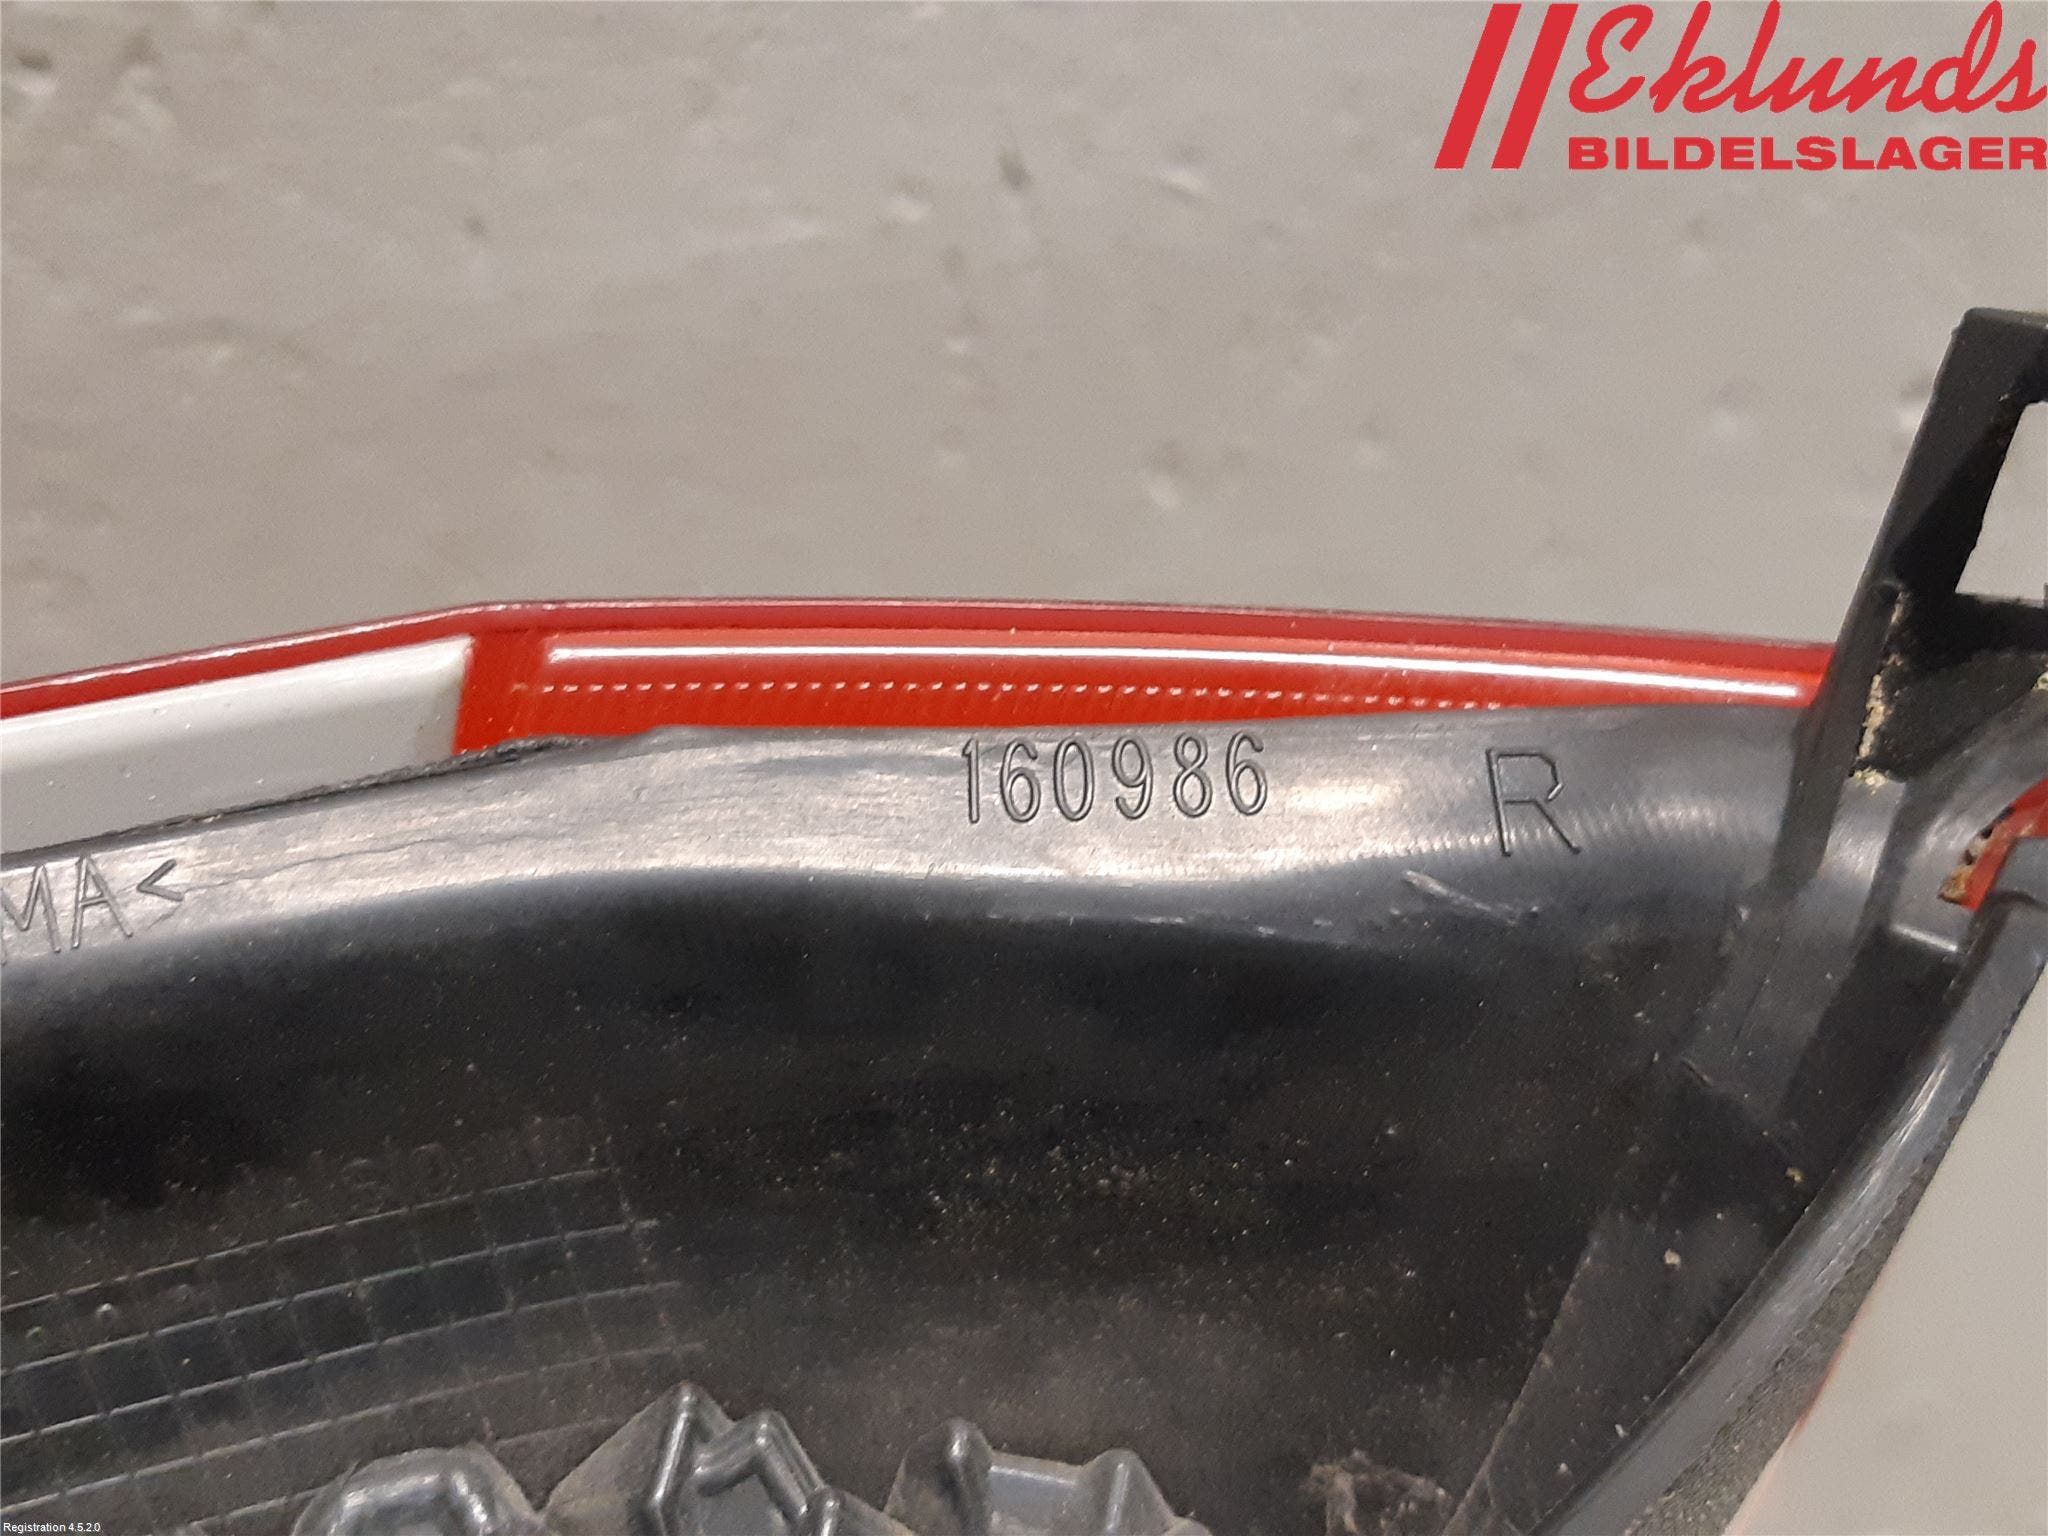 Eklunds
BILDELSLAGER
160986
R
MA<
Registration 4.5.2.0